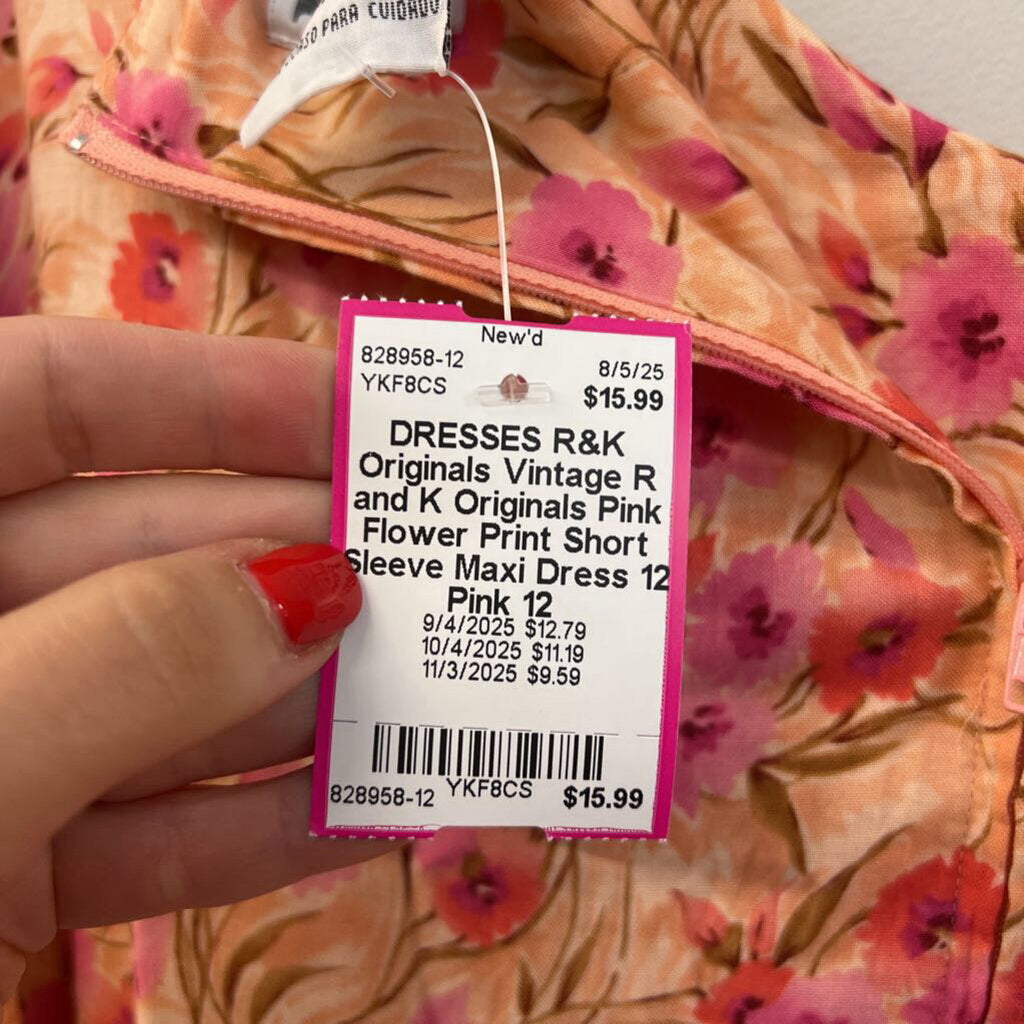 PARA CUIDADO
New'd
828958-12
8/5/25
YKF8CS
$15.99
DRESSES R&K
Originals Vintage R
and K Originals Pink
Flower Print Short
Sleeve Maxi Dress 12
Pink 12
9/4/2025 $12.79
10/4/2025 $11.19
11/3/2025 $9.59
828958-12
YKF8CS
$15.99